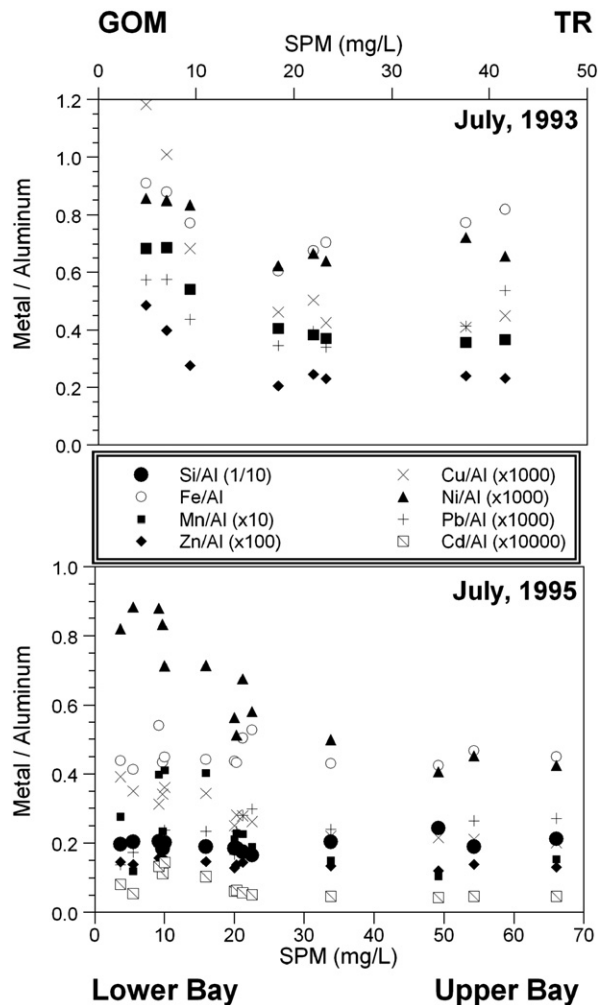 GOM TR
SPM (mg/L)
0 10 20 30 40 50
July, 1993
1.2
1.0
0.8
0.6
0.4
0.2
0.0
Metal / Aluminum
Si/Al (1/10) Cu/Al (x1000)
Fe/Al Ni/Al (x1000)
Mn/Al (x10) Pb/Al (x1000)
Zn/Al (x100) Cd/Al (x10000)
July, 1995
1.0
0.8
0.6
0.4
0.2
0.0
Metal / Aluminum
0 10 20 30 40 50 60 70
SPM (mg/L)
Lower Bay Upper Bay